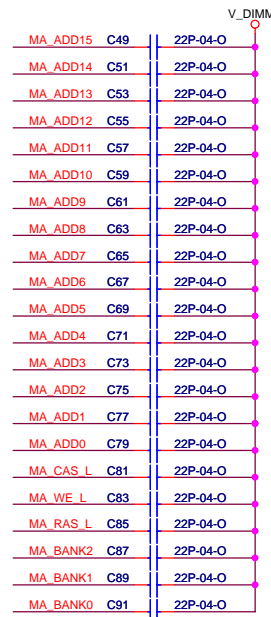 V_DIMM
MA_ADD15 C49 22P-04-O
MA_ADD14 C51 22P-04-O
MA_ADD13 C53 22P-04-O
MA_ADD12 C55 22P-04-O
MA_ADD11 C57 22P-04-O
MA_ADD10 C59 22P-04-O
MA_ADD9 C61 22P-04-O
MA_ADD8 C63 22P-04-O
MA_ADD7 C65 22P-04-O
MA_ADD6 C67 22P-04-O
MA_ADD5 C69 22P-04-O
MA_ADD4 C71 22P-04-O
MA_ADD3 C73 22P-04-O
MA_ADD2 C75 22P-04-O
MA_ADD1 C77 22P-04-O
MA_ADD0 C79 22P-04-O
MA_CAS_L C81 22P-04-O
MA_WE_L C83 22P-04-O
MA_RAS_L C85 22P-04-O
MA_BANK2 C87 22P-04-O
MA_BANK1 C89 22P-04-O
MA_BANK0 C91 22P-04-O